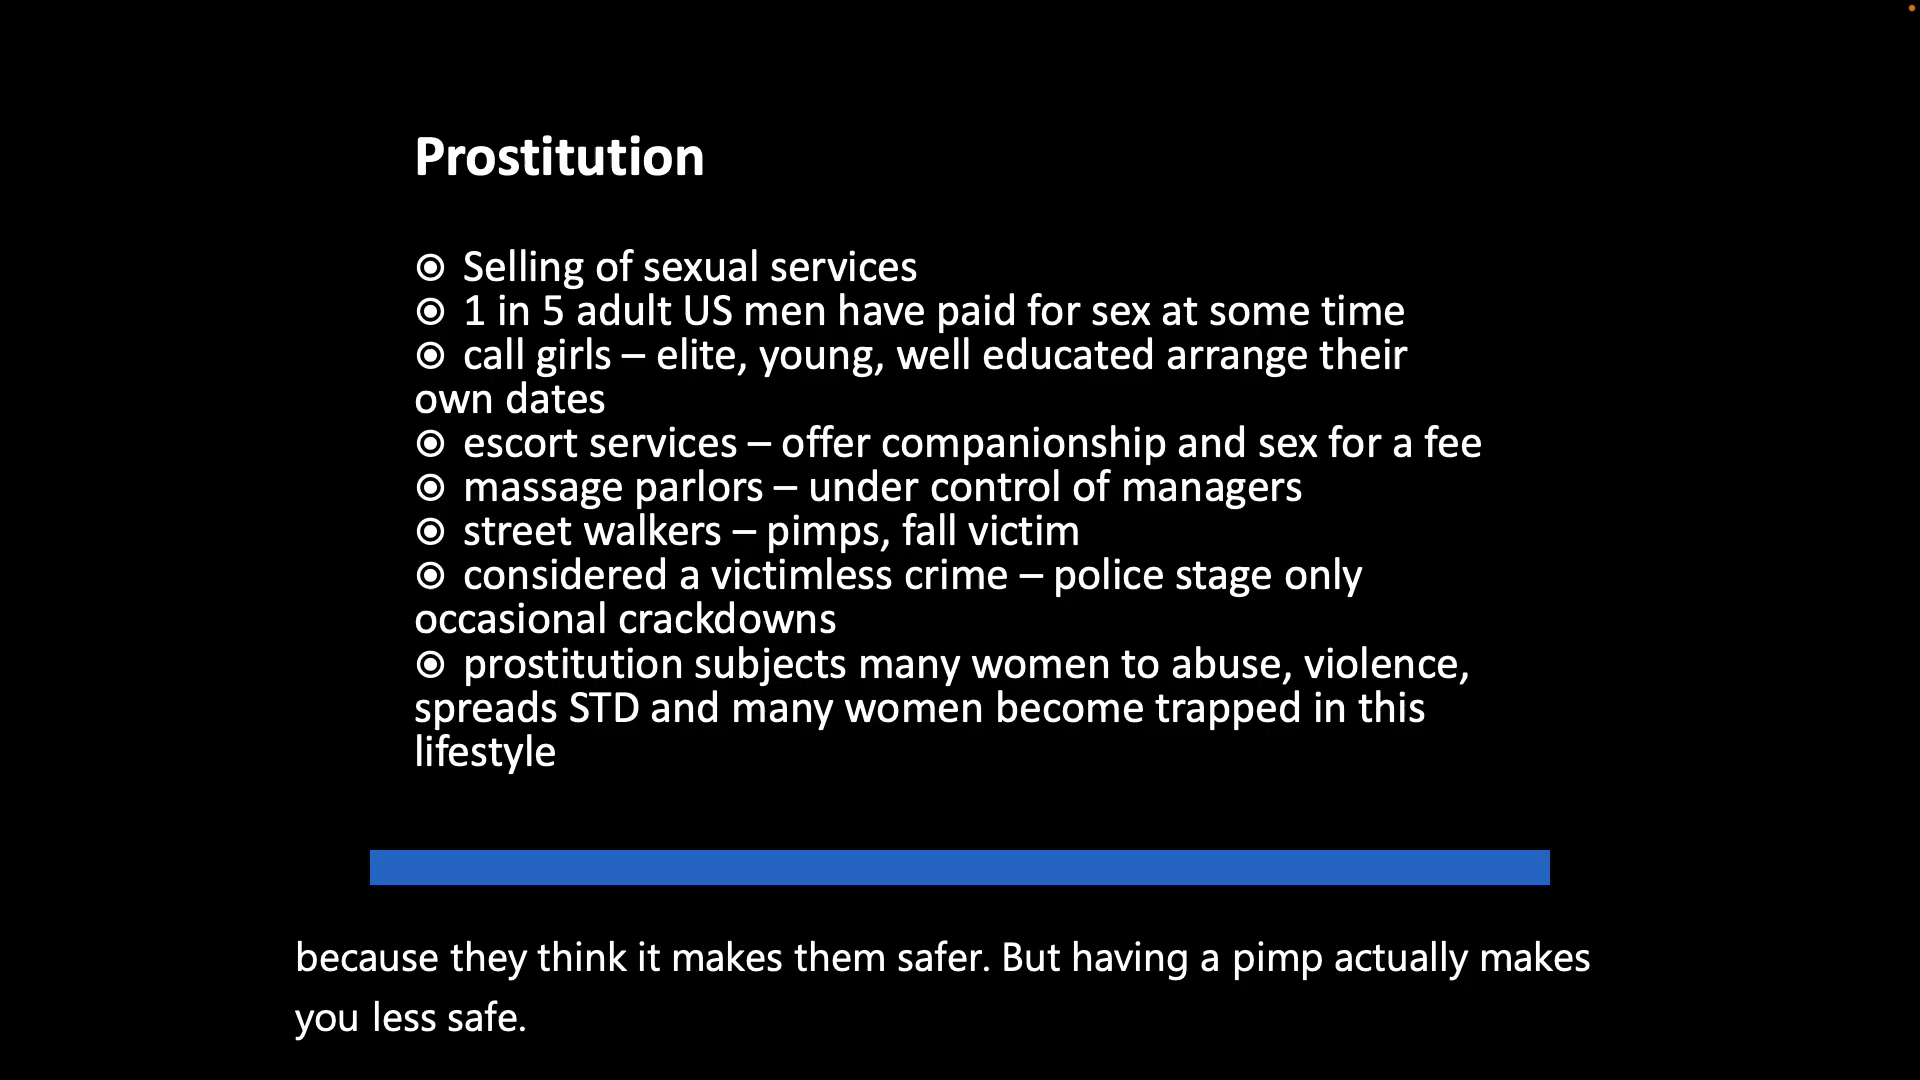 Prostitution
◉ Selling of sexual services
◉ 1 in 5 adult US men have paid for sex at some time
◉ call girls – elite, young, well educated arrange their
own dates
◉ escort services – offer companionship and sex for a fee
◉ massage parlors – under control of managers
◉ street walkers – pimps, fall victim
◉ considered a victimless crime – police stage only
occasional crackdowns
◉ prostitution subjects many women to abuse, violence,
spreads STD and many women become trapped in this
lifestyle
because they think it makes them safer. But having a pimp actually makes
you less safe.